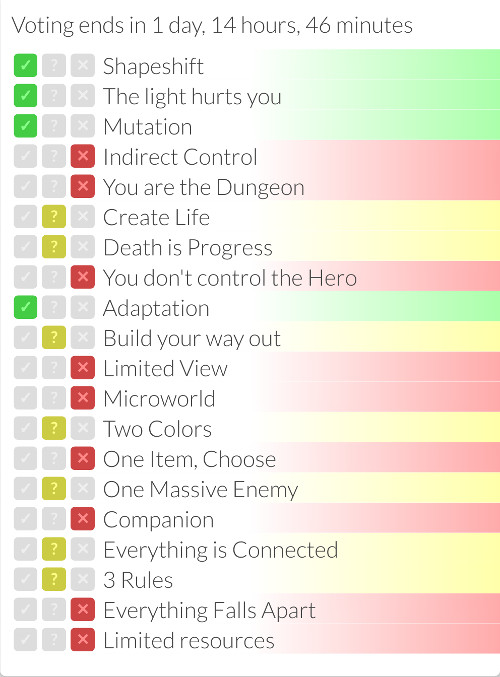 Voting ends in 1 day, 14 hours, 46 minutes
✓ ? ✕ Shapeshift
✓ ? ✕ The light hurts you
✓ ? ✕ Mutation
✓ ? ✕ Indirect Control
✓ ? ✕ You are the Dungeon
✓ ? ✕ Create Life
✓ ? ✕ Death is Progress
✓ ? ✕ You don't control the Hero
✓ ? ✕ Adaptation
✓ ? ✕ Build your way out
✓ ? ✕ Limited View
✓ ? ✕ Microworld
✓ ? ✕ Two Colors
✓ ? ✕ One Item, Choose
✓ ? ✕ One Massive Enemy
✓ ? ✕ Companion
✓ ? ✕ Everything is Connected
✓ ? ✕ 3 Rules
✓ ? ✕ Everything Falls Apart
✓ ? ✕ Limited resources